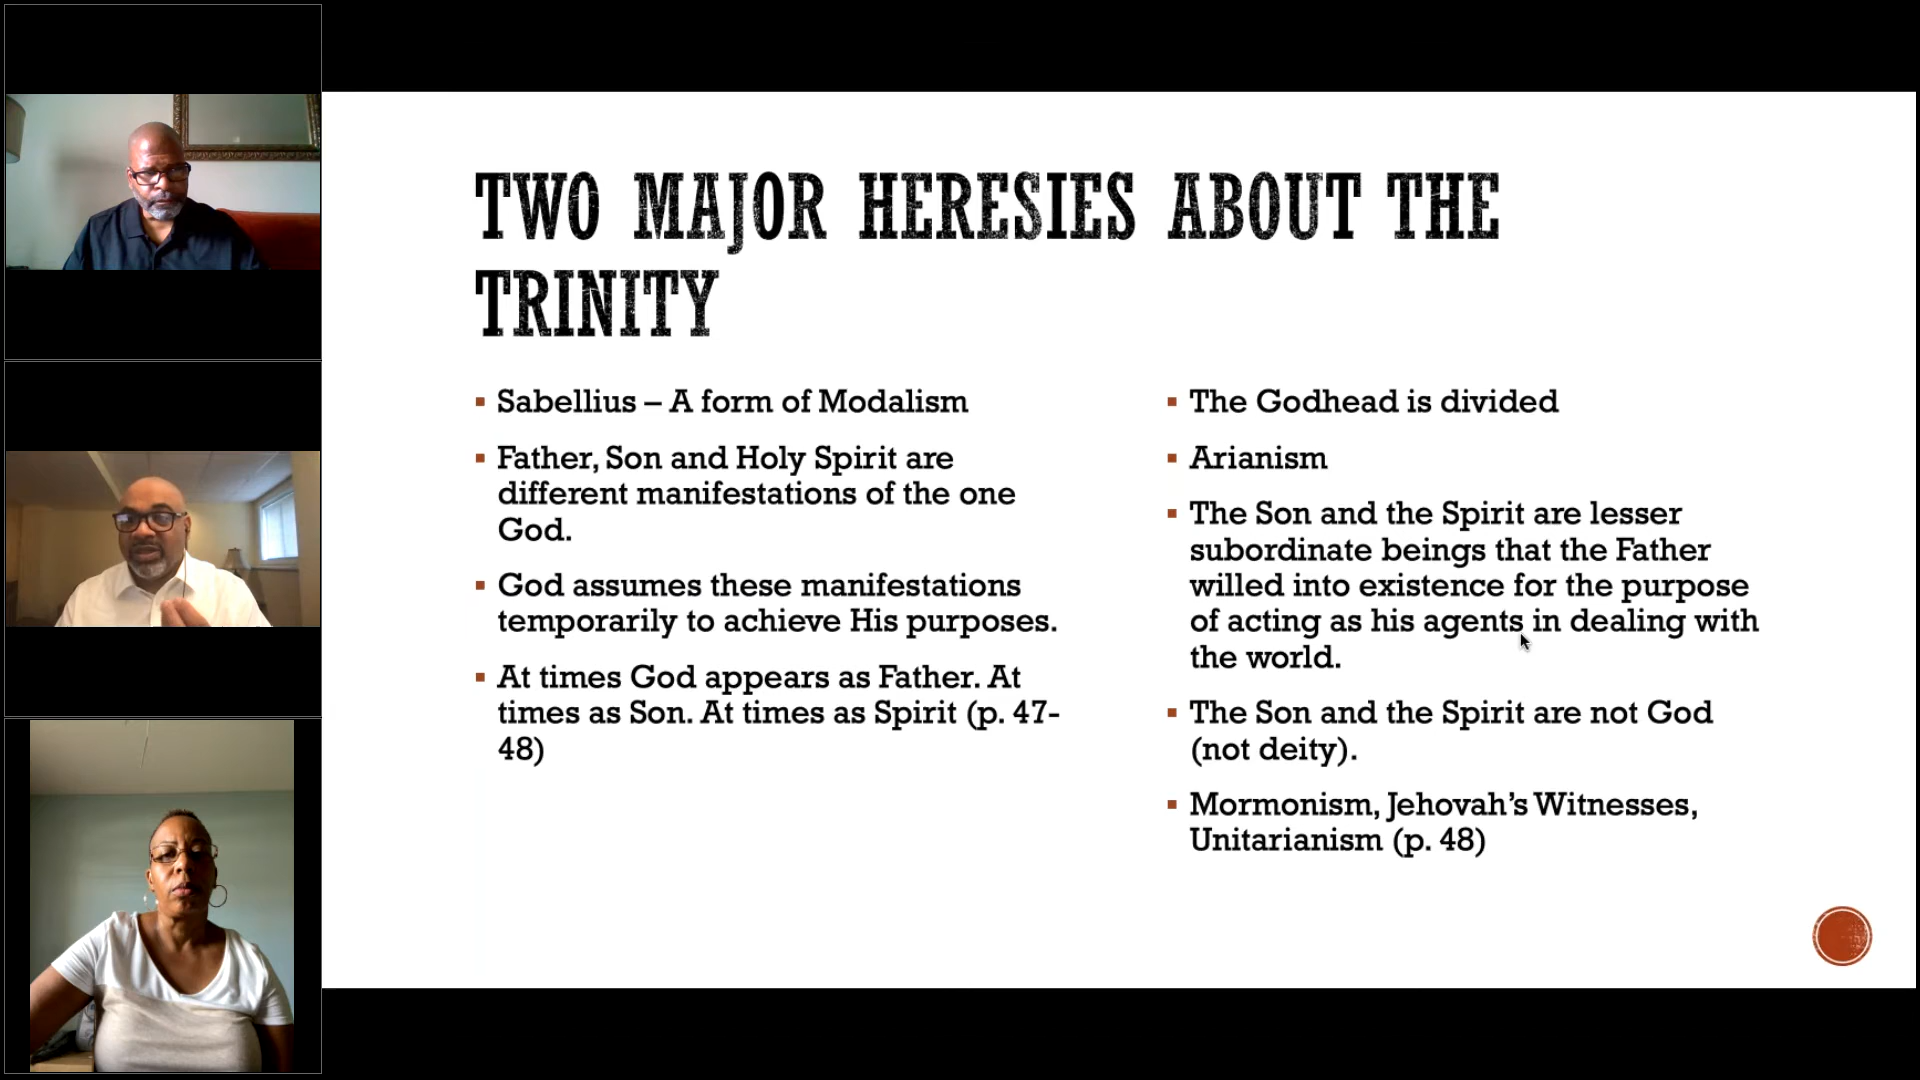 TWO MAJOR HERESIES ABOUT THE
TRINITY
▪ Sabellius – A form of Modalism
▪ Father, Son and Holy Spirit are
different manifestations of the one
God.
▪ God assumes these manifestations
temporarily to achieve His purposes.
▪ At times God appears as Father. At
times as Son. At times as Spirit (p. 47-
48)
▪ The Godhead is divided
▪ Arianism
▪ The Son and the Spirit are lesser
subordinate beings that the Father
willed into existence for the purpose
of acting as his agents in dealing with
the world.
▪ The Son and the Spirit are not God
(not deity).
▪ Mormonism, Jehovah’s Witnesses,
Unitarianism (p. 48)